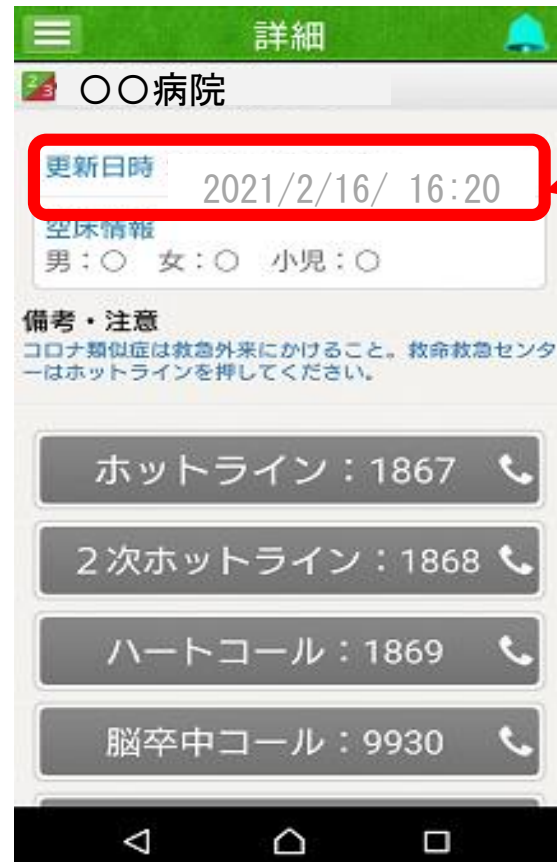 詳細
2 3 〇〇病院
更新日時 2021/2/16/ 16:20
空床情報
男：〇 女：〇 小児：〇
備考・注意
コロナ類似症は救急外来にかけること。救命救急センタ
ーはホットラインを押してください。
ホットライン：1867
２次ホットライン：1868
ハートコール：1869
脳卒中コール：9930